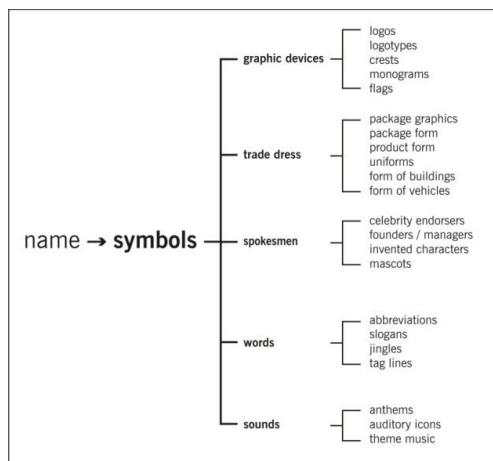 name → symbols
graphic devices
logos
logotypes
crests
monograms
flags
trade dress
package graphics
package form
product form
uniforms
form of buildings
form of vehicles
spokesmen
celebrity endorsers
founders / managers
invented characters
mascots
words
abbreviations
slogans
jingles
tag lines
sounds
anthems
auditory icons
theme music